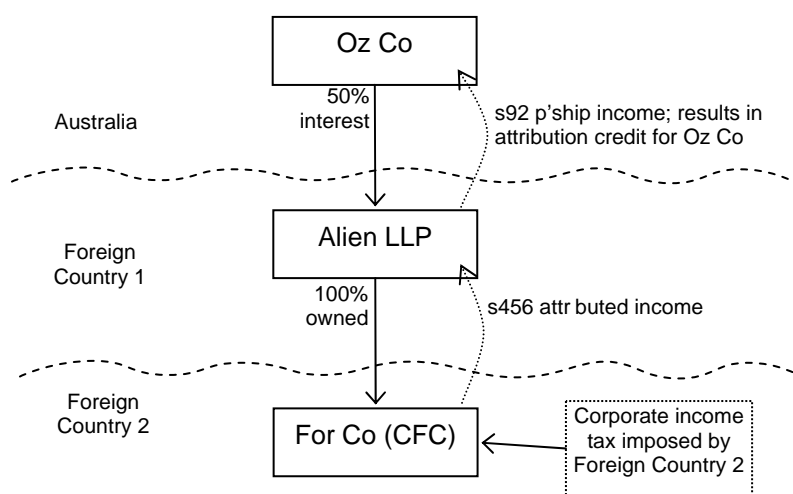 Oz Co
50%
interest
s92 p'ship income; results in
attribution credit for Oz Co
Australia
Alien LLP
Foreign
Country 1
100%
owned
s456 attr buted income
Foreign
Country 2
For Co (CFC)
Corporate income
tax imposed by
Foreign Country 2